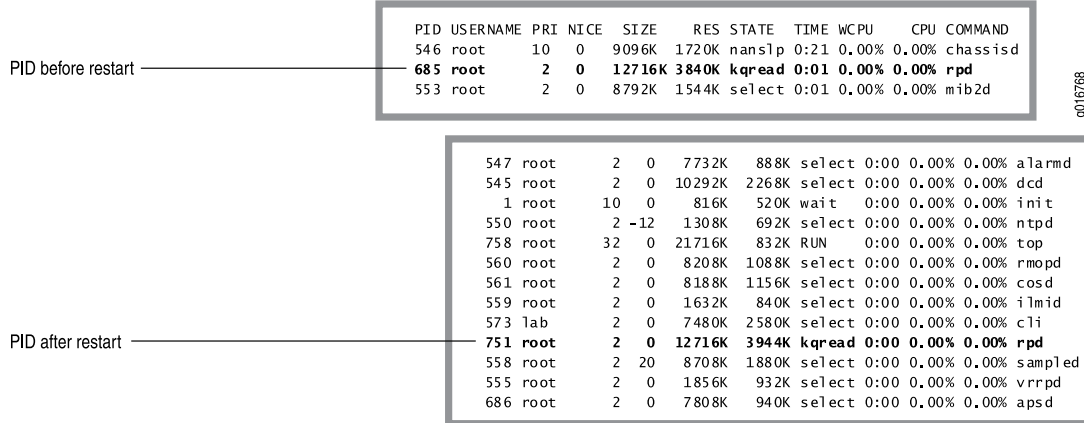 PID USERNAME PRI NICE SIZE RES STATE TIME WCPU CPU COMMAND
546 root 10 0 9096K 1720K nanslp 0:21 0.00% 0.00% chassisd
PID before restart
685 root 2 0 12716K 3840K kqread 0:01 0.00% 0.00% rpd
553 root 2 0 8792K 1544K select 0:01 0.00% 0.00% mib2d
g016768
547 root 2 0 7732K 888K select 0:00 0.00% 0.00% alarmd
545 root 2 0 10292K 2268K select 0:00 0.00% 0.00% dcd
1 root 10 0 816K 520K wait 0:00 0.00% 0.00% init
550 root 2 -12 1308K 692K select 0:00 0.00% 0.00% ntpd
758 root 32 0 21716K 832K RUN 0:00 0.00% 0.00% top
560 root 2 0 8208K 1088K select 0:00 0.00% 0.00% rmopd
561 root 2 0 8188K 1156K select 0:00 0.00% 0.00% cosd
559 root 2 0 1632K 840K select 0:00 0.00% 0.00% ilmid
573 lab 2 0 7480K 2580K select 0:00 0.00% 0.00% cli
PID after restart
751 root 2 0 12716K 3944K kqread 0:00 0.00% 0.00% rpd
558 root 2 20 8708K 1880K select 0:00 0.00% 0.00% sampled
555 root 2 0 1856K 932K select 0:00 0.00% 0.00% vrrpd
686 root 2 0 7808K 940K select 0:00 0.00% 0.00% apsd